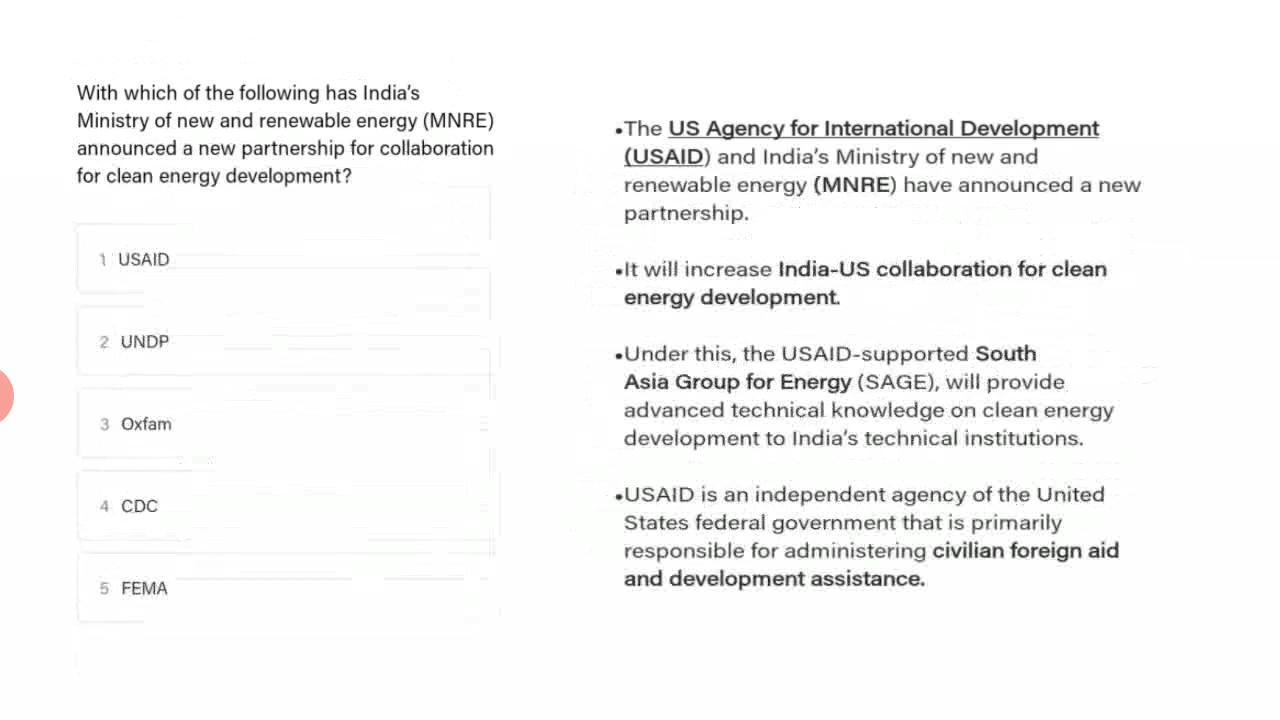 With which of the following has India's
Ministry of new and renewable energy (MNRE)
announced a new partnership for collaboration
for clean energy development?
1 USAID
2 UNDP
3 Oxfam
4 CDC
5 FEMA
•The US Agency for International Development
(USAID) and India's Ministry of new and
renewable energy (MNRE) have announced a new
partnership.
•It will increase India-US collaboration for clean
energy development.
•Under this, the USAID-supported South
Asia Group for Energy (SAGE), will provide
advanced technical knowledge on clean energy
development to India's technical institutions.
•USAID is an independent agency of the United
States federal government that is primarily
responsible for administering civilian foreign aid
and development assistance.